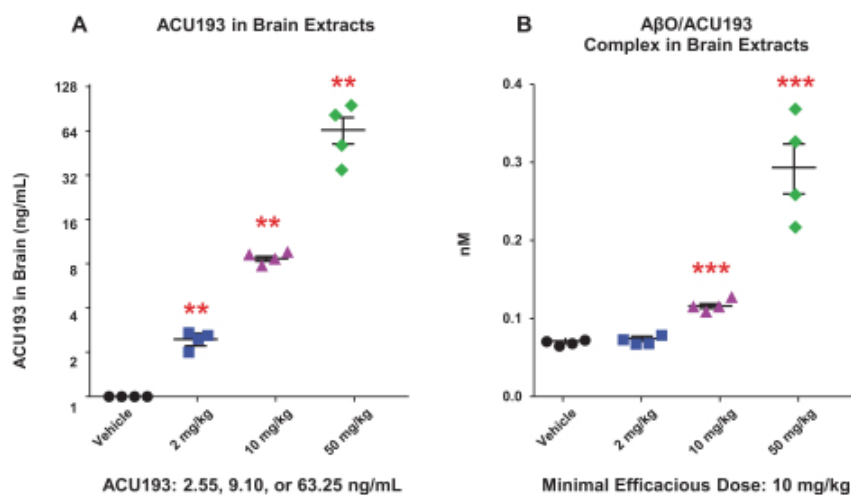 A
ACU193 in Brain Extracts
ACU193 in Brain (ng/mL)
128
64
32
16
8
4
2
1
**
**
**
Vehicle
2 mg/kg
10 mg/kg
50 mg/kg
ACU193: 2.55, 9.10, or 63.25 ng/mL
B
AβO/ACU193
Complex in Brain Extracts
nM
0.4
0.3
0.2
0.1
0.0
***
***
Vehicle
2 mg/kg
10 mg/kg
50 mg/kg
Minimal Efficacious Dose: 10 mg/kg